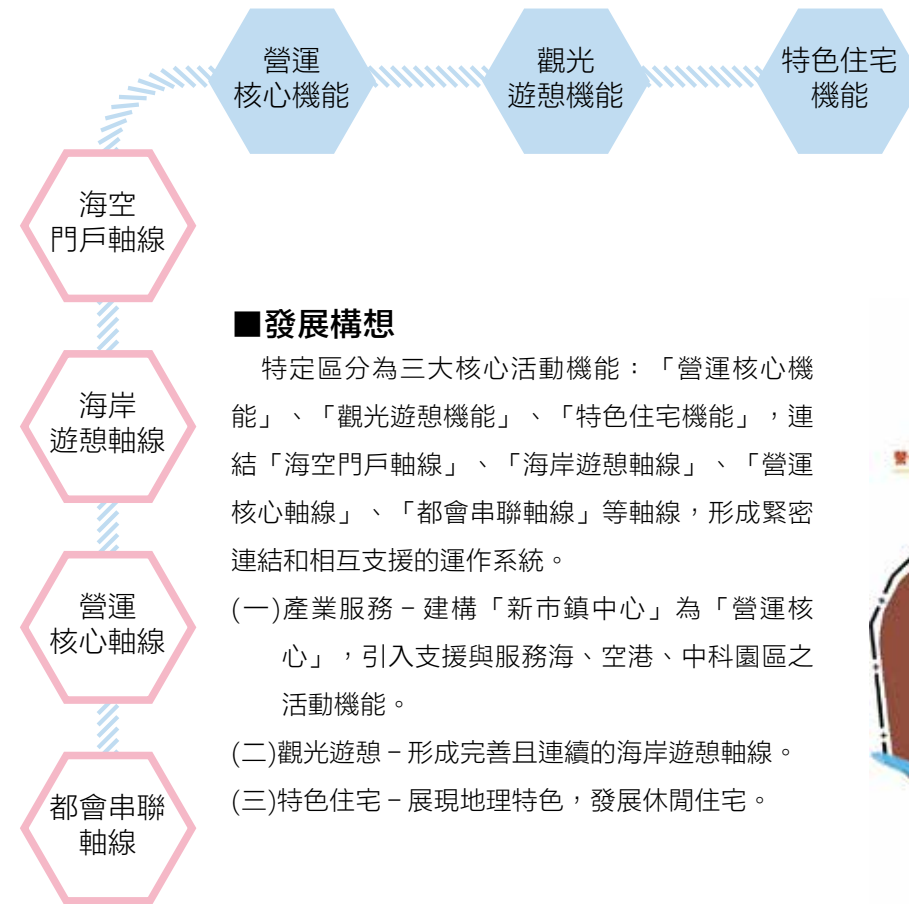 營運
核心機能
觀光
遊憩機能
特色住宅
機能
海空
門戶軸線
海岸
遊憩軸線
營運
核心軸線
都會串聯
軸線
■發展構想
特定區分為三大核心活動機能：「營運核心機
能」、「觀光遊憩機能」、「特色住宅機能」，連
結「海空門戶軸線」、「海岸遊憩軸線」、「營運
核心軸線」、「都會串聯軸線」等軸線，形成緊密
連結和相互支援的運作系統。
(一)產業服務－建構「新市鎮中心」為「營運核
心」，引入支援與服務海、空港、中科園區之
活動機能。
(二)觀光遊憩－形成完善且連續的海岸遊憩軸線。
(三)特色住宅－展現地理特色，發展休閒住宅。